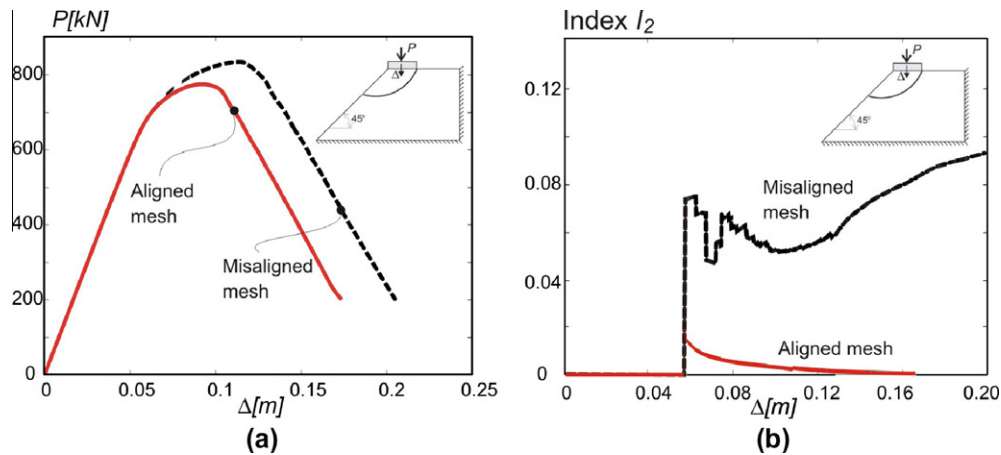 P[kN]
800
600
400
200
0
0
0.05
0.1
0.15
0.2
0.25
Δ[m]
Aligned
mesh
Misaligned
mesh
P
Δ
45º
(a)
Index I₂
0.12
0.08
0.04
0
0
0.04
0.08
0.12
0.16
0.20
Δ[m]
Misaligned
mesh
Aligned mesh
P
Δ
45º
(b)